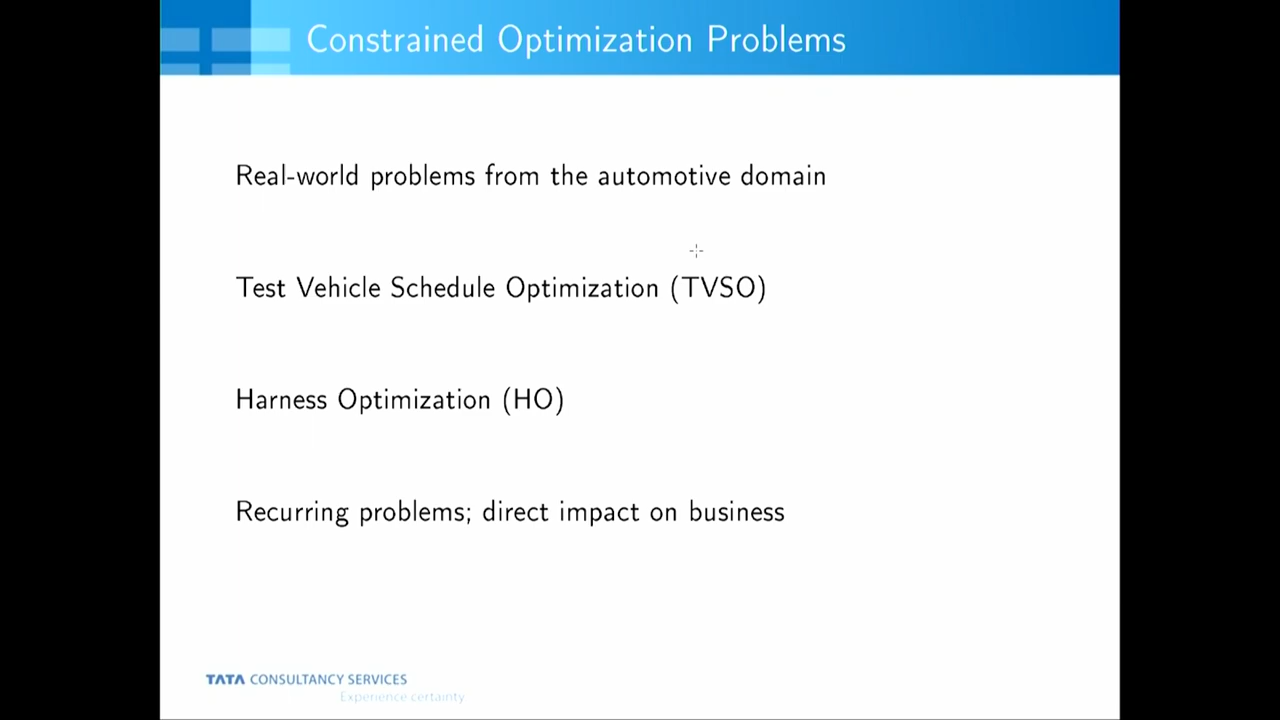 Constrained Optimization Problems
Real-world problems from the automotive domain
Test Vehicle Schedule Optimization (TVSO)
Harness Optimization (HO)
Recurring problems; direct impact on business
TATA CONSULTANCY SERVICES
Experience certainty